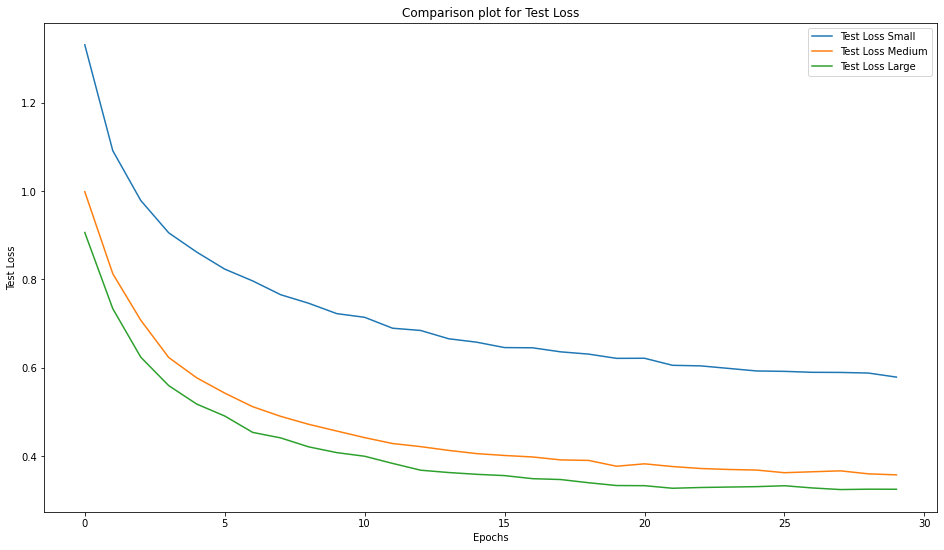 Comparison plot for Test Loss
Test Loss Small
Test Loss Medium
Test Loss Large
Test Loss
1.2
1.0
0.8
0.6
0.4
0 5 10 15 20 25 30
Epochs